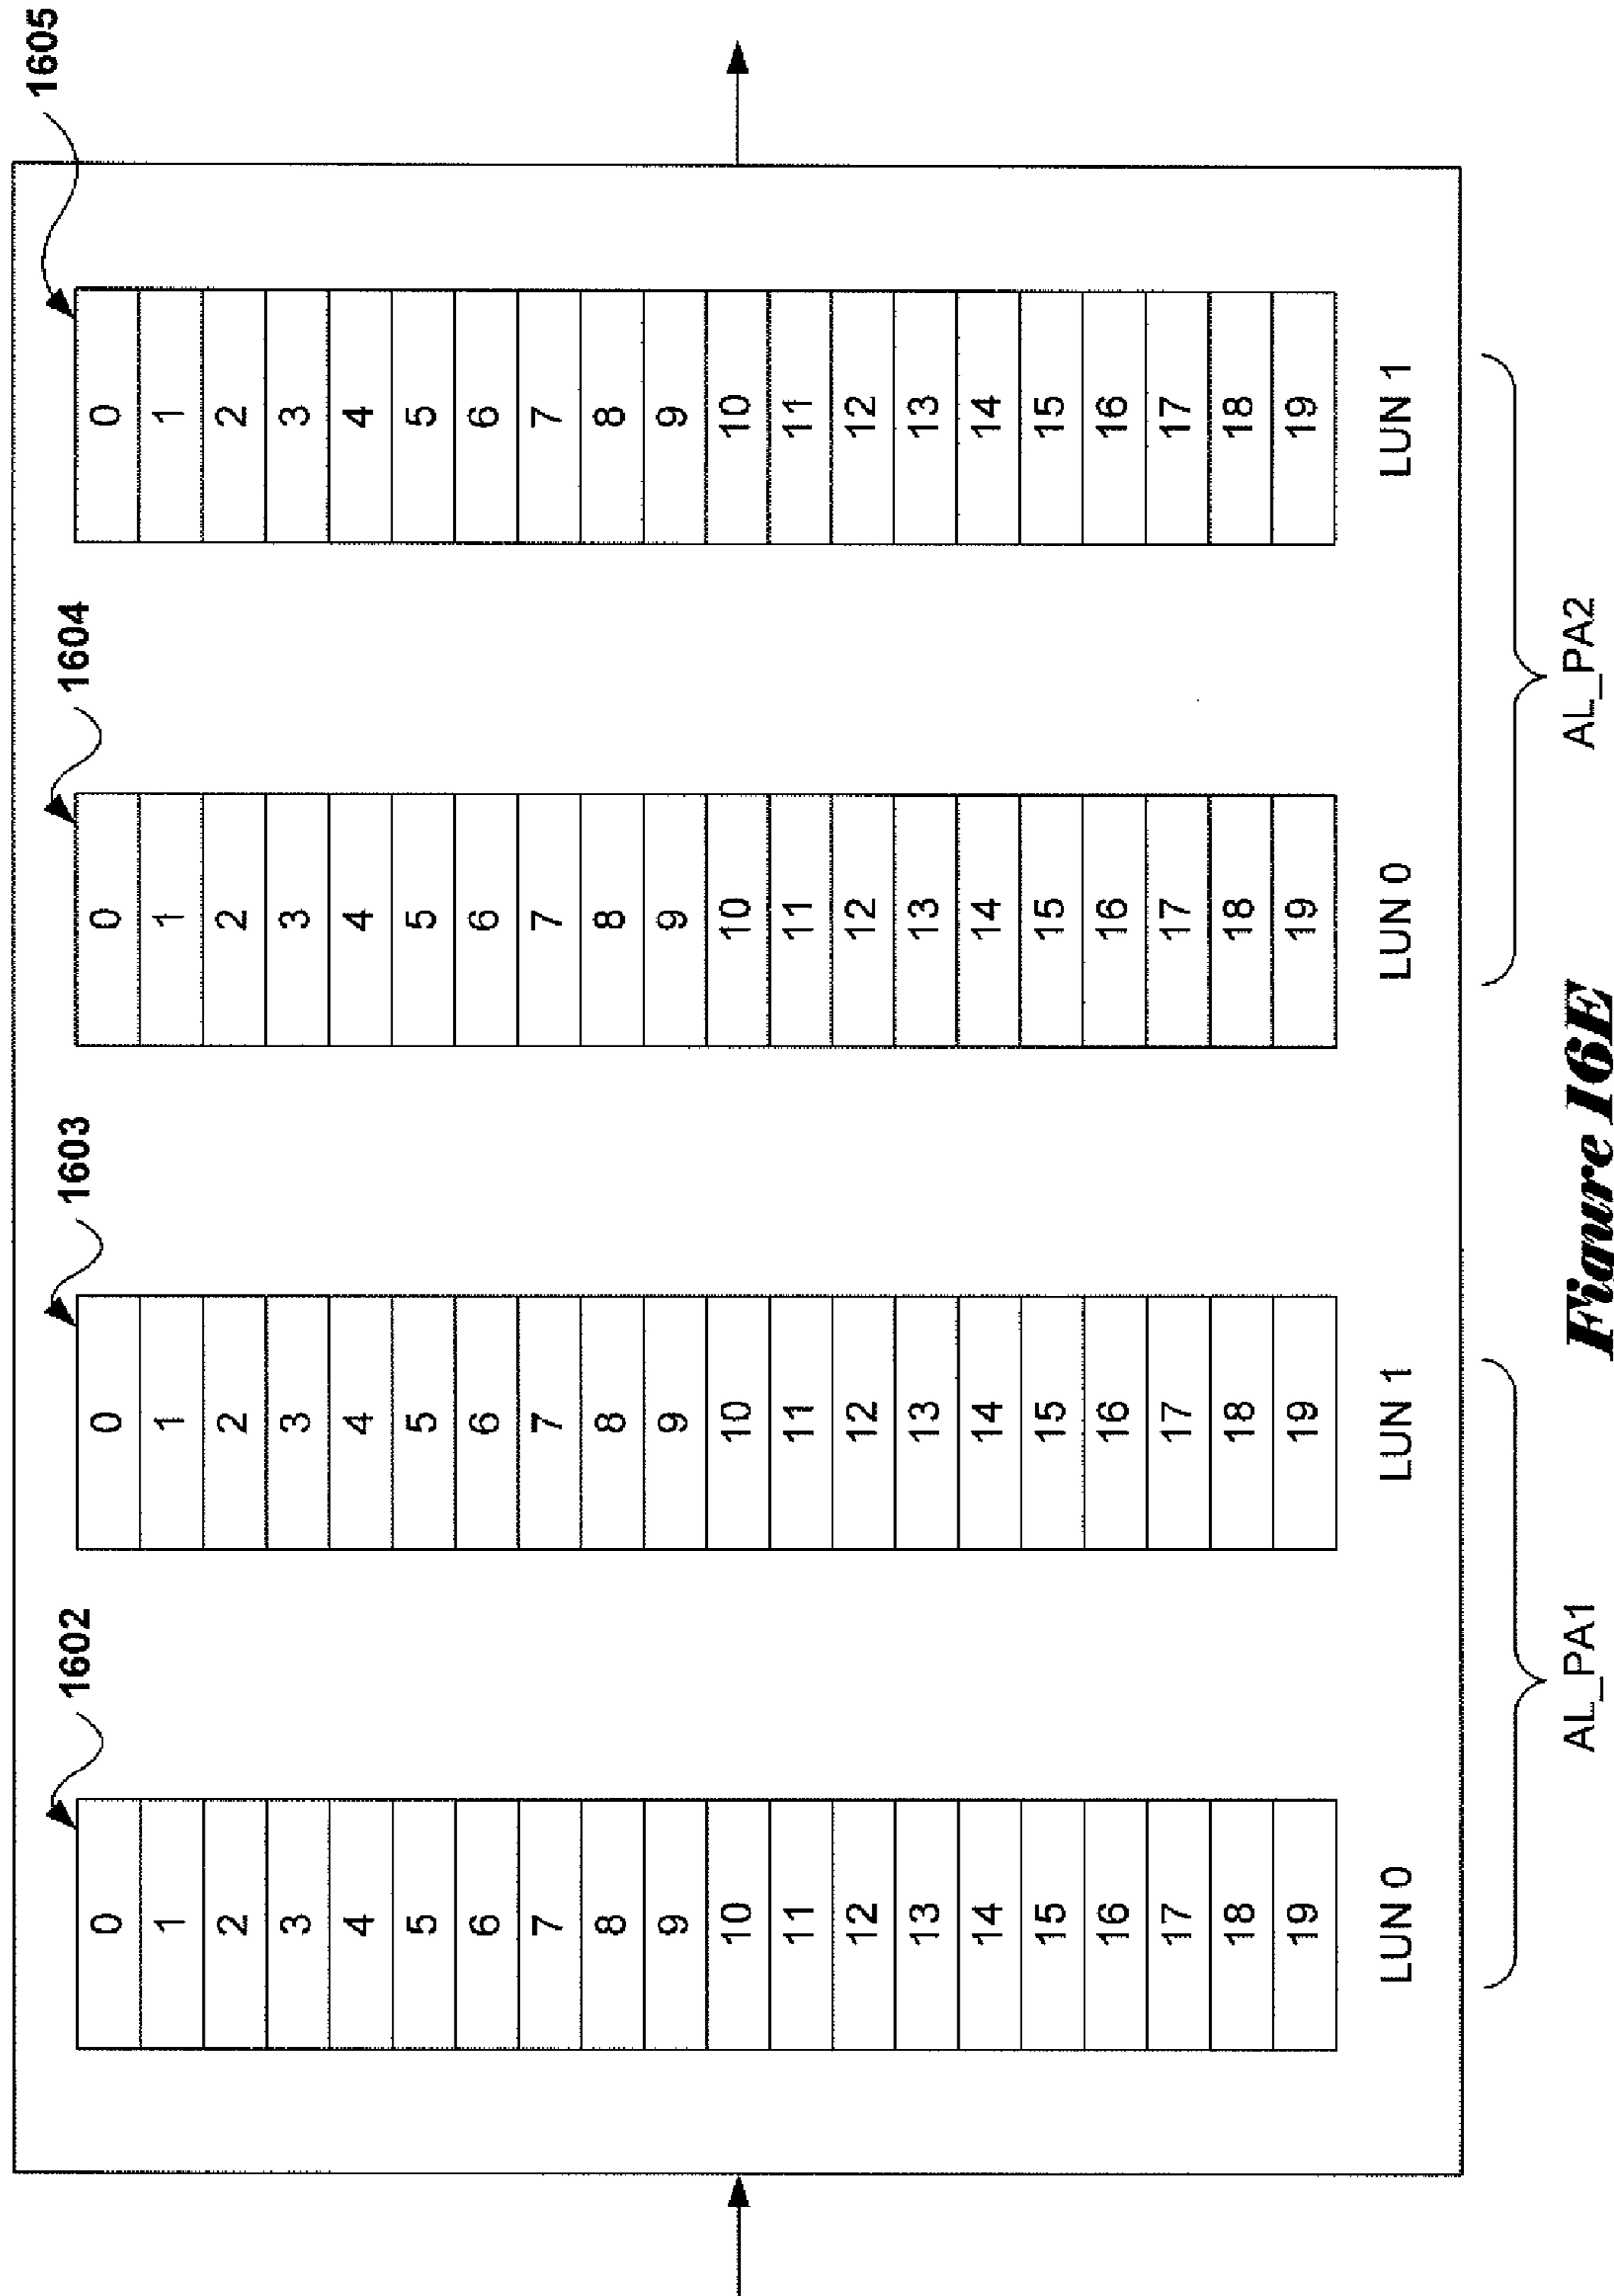 1602 1603 1604 1605
0 0 0 0
1 1 1 1
2 2 2 2
3 3 3 3
4 4 4 4
5 5 5 5
6 6 6 6
7 7 7 7
8 8 8 8
9 9 9 9
10 10 10 10
11 11 11 11
12 12 12 12
13 13 13 13
14 14 14 14
15 15 15 15
16 16 16 16
17 17 17 17
18 18 18 18
19 19 19 19
LUN 0 LUN 1 LUN 0 LUN 1
AL_PA1 AL_PA2
Figure 16E